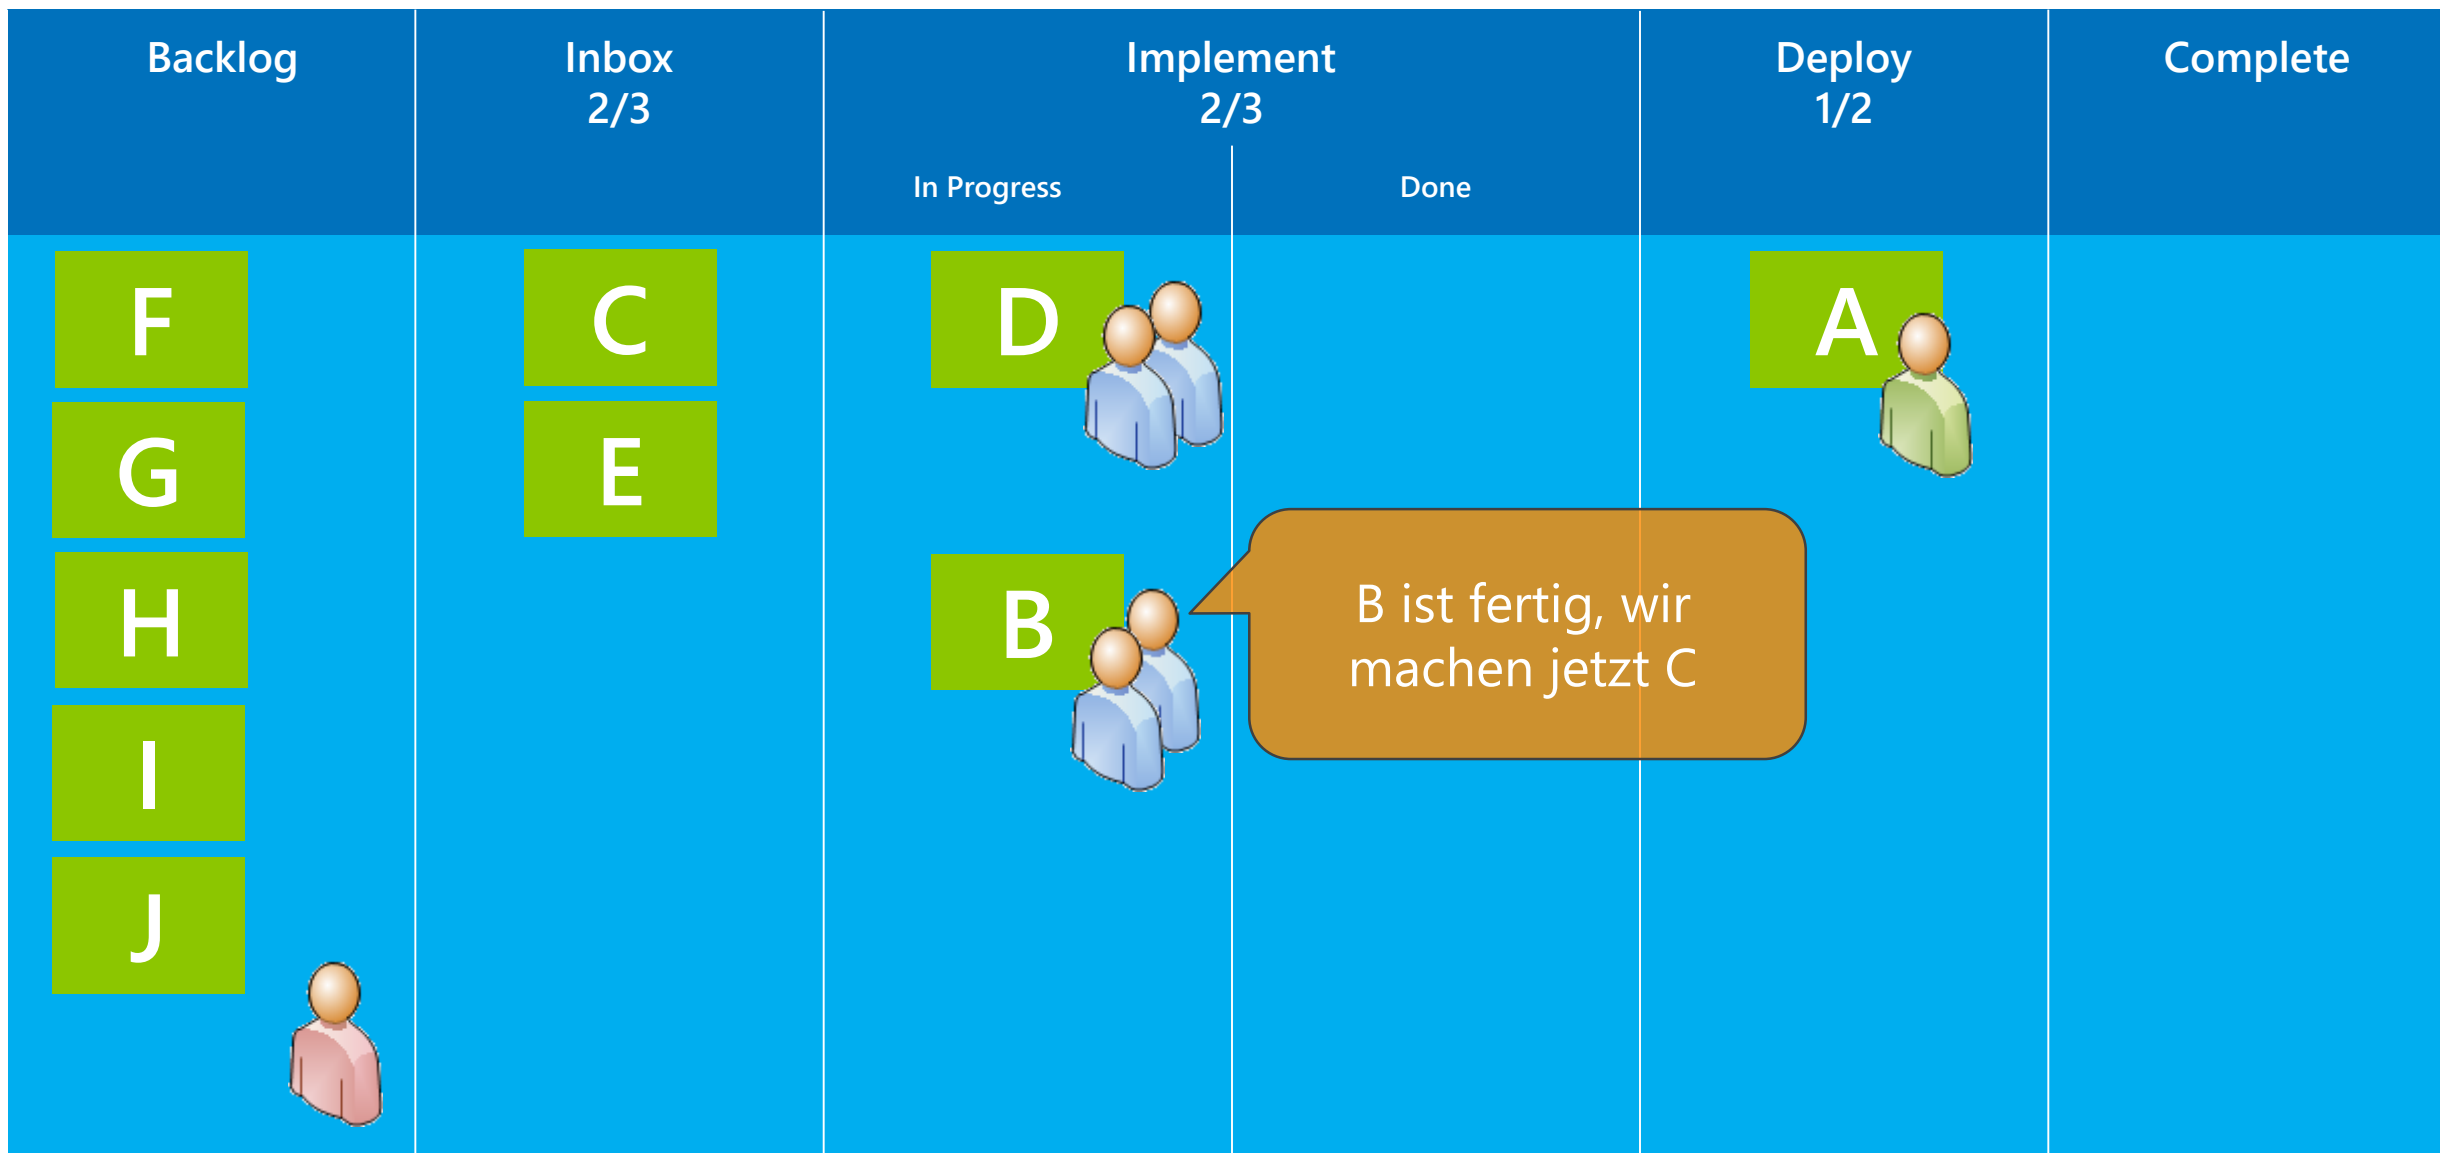 Backlog
Inbox
2/3
Implement
2/3
Deploy
1/2
Complete
In Progress
Done
F
C
D
A
G
E
H
B
B ist fertig, wir
machen jetzt C
I
J